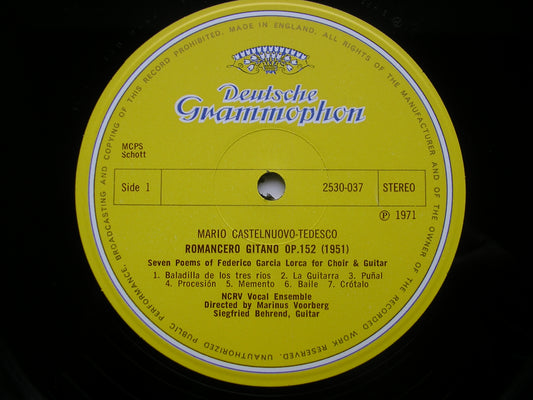 PERFORMANCE, BROADCASTING AND COPYING OF THIS RECORD PROHIBITED. MADE IN ENGLAND. ALL RIGHTS OF THE MANUFACTURER AND OF THE OWNER OF THE RECORDED WORK RESERVED. UNAUTHORIZED PUBLIC
Deutsche
Grammophon
MCPS
Schott
Side 1
2530-037
STEREO
℗ 1971
MARIO CASTELNUOVO-TEDESCO
ROMANCERO GITANO OP.152 (1951)
Seven Poems of Federico Garcia Lorca for Choir & Guitar
1. Baladilla de los tres rios 2. La Guitarra 3. Puñal
4. Procesión 5. Memento 6. Baile 7. Crótalo
NCRV Vocal Ensemble
Directed by Marinus Voorberg
Siegfried Behrend, Guitar